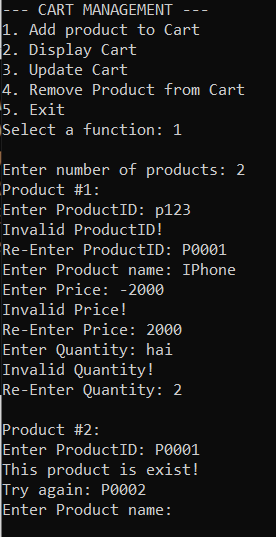 --- CART MANAGEMENT ---
1. Add product to Cart
2. Display Cart
3. Update Cart
4. Remove Product from Cart
5. Exit
Select a function: 1
Enter number of products: 2
Product #1:
Enter ProductID: p123
Invalid ProductID!
Re-Enter ProductID: P0001
Enter Product name: IPhone
Enter Price: -2000
Invalid Price!
Re-Enter Price: 2000
Enter Quantity: hai
Invalid Quantity!
Re-Enter Quantity: 2
Product #2:
Enter ProductID: P0001
This product is exist!
Try again: P0002
Enter Product name: